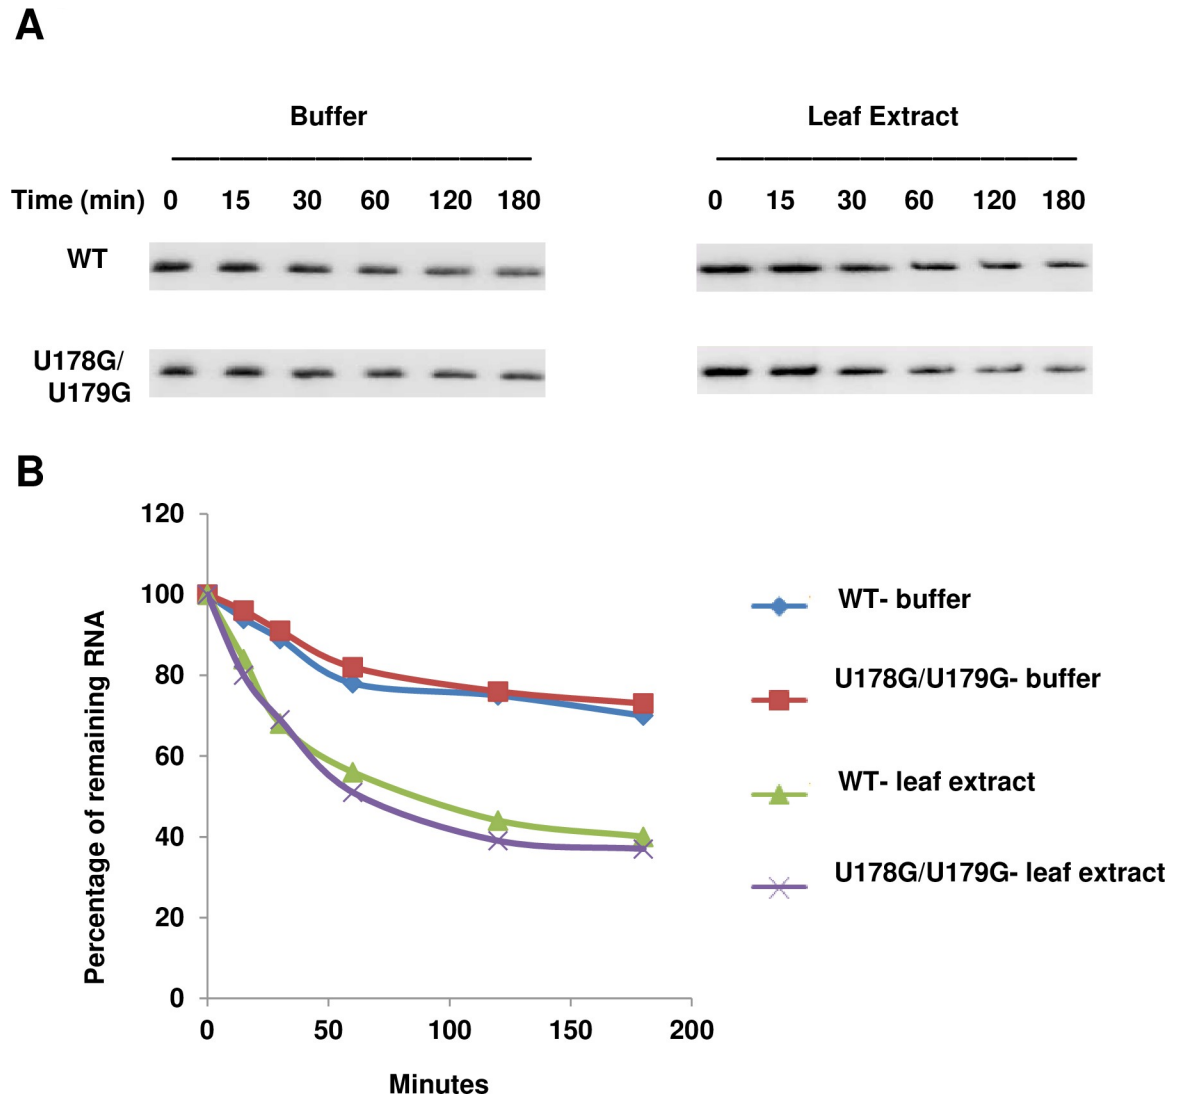 A
Buffer Leaf Extract
Time (min) 0 15 30 60 120 180 0 15 30 60 120 180
WT
U178G/
U179G
B
120
100
80
60
40
20
0
0 50 100 150 200
Percentage of remaining RNA
Minutes
WT- buffer
U178G/U179G- buffer
WT- leaf extract
U178G/U179G- leaf extract